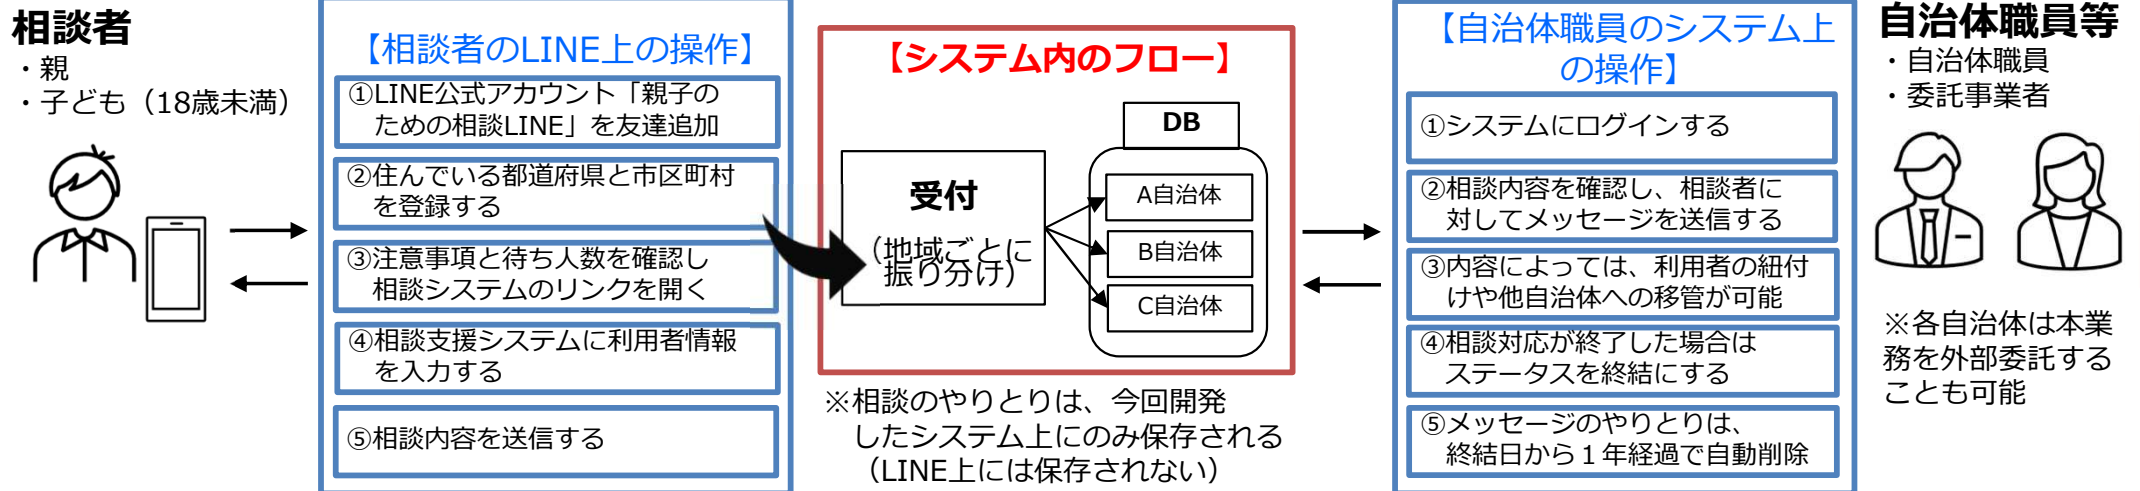 相談者
・親
・子ども（18歳未満）
【相談者のLINE上の操作】
①LINE公式アカウント「親子の
ための相談LINE」を友達追加
②住んでいる都道府県と市区町村
を登録する
③注意事項と待ち人数を確認し
相談システムのリンクを開く
④相談支援システムに利用者情報
を入力する
⑤相談内容を送信する
【システム内のフロー】
受付
（地域ごとに
振り分け）
DB
A自治体
B自治体
C自治体
※相談のやりとりは、今回開発
したシステム上にのみ保存される
（LINE上には保存されない）
【自治体職員のシステム上
の操作】
①システムにログインする
②相談内容を確認し、相談者に
対してメッセージを送信する
③内容によっては、利用者の紐付
けや他自治体への移管が可能
④相談対応が終了した場合は
ステータスを終結にする
⑤メッセージのやりとりは、
終結日から１年経過で自動削除
自治体職員等
・自治体職員
・委託事業者
※各自治体は本業
務を外部委託する
ことも可能